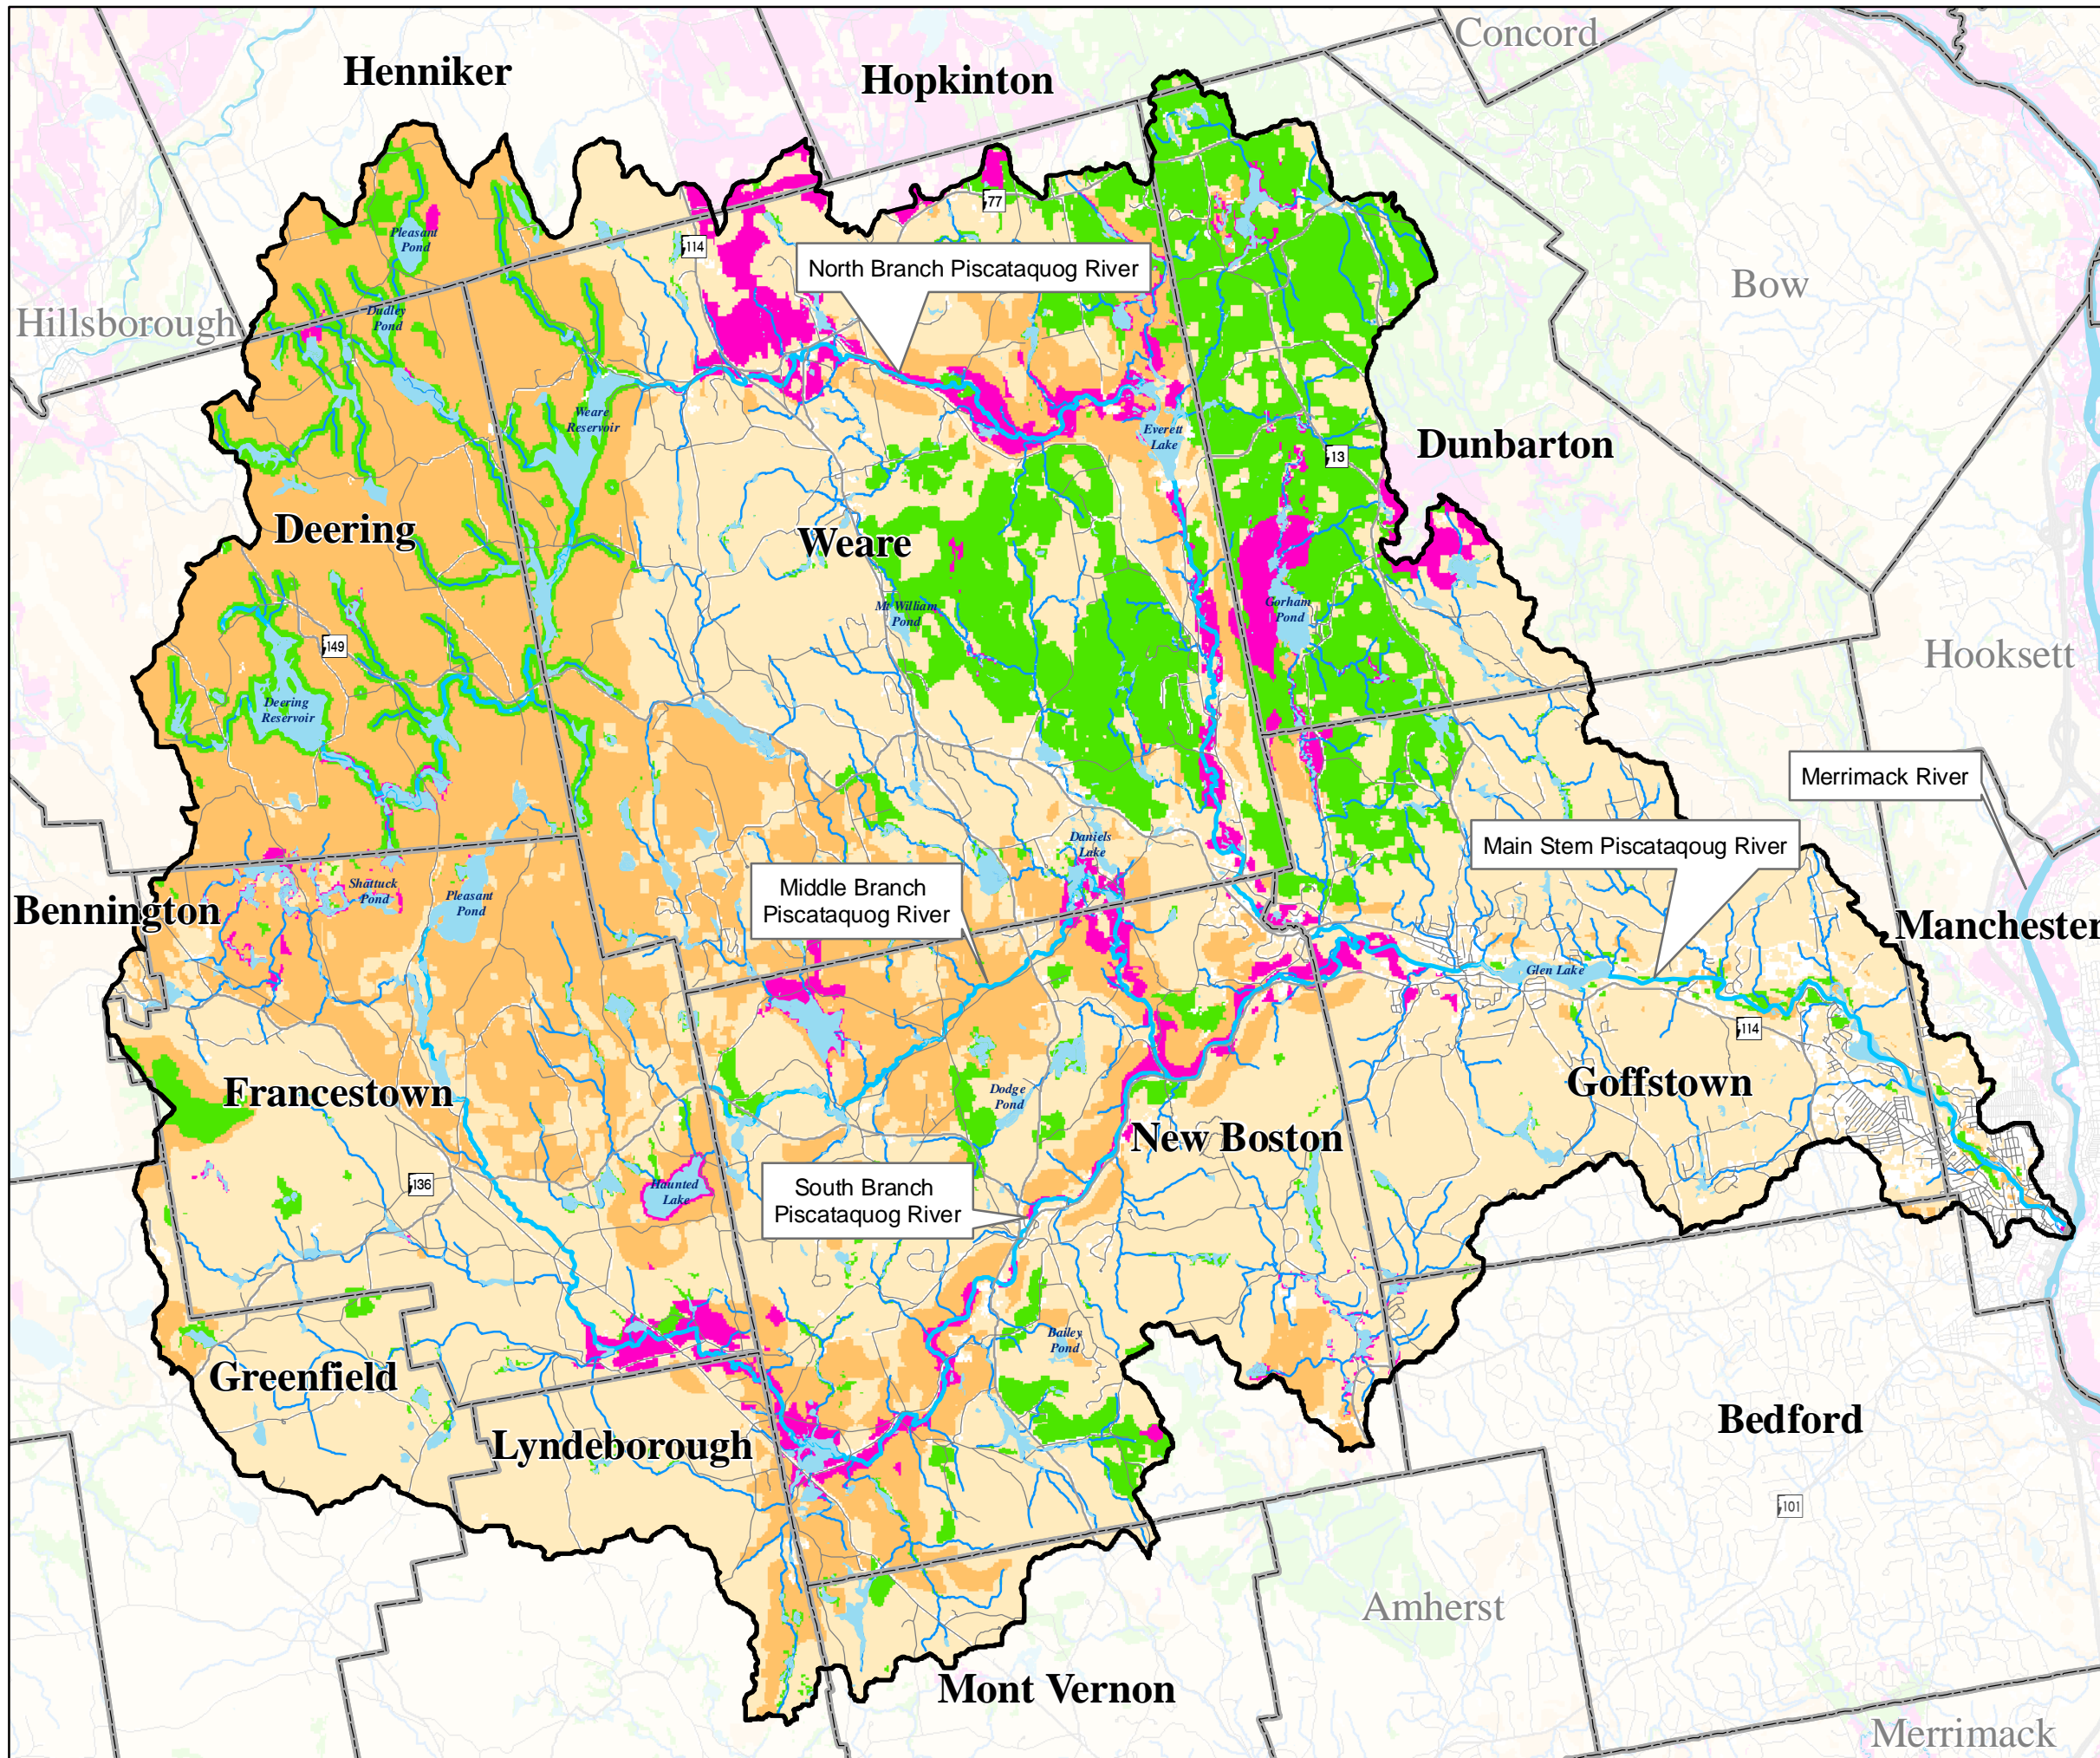 Concord
Henniker
Hopkinton
77
Pleasant
Pond
114
North Branch Piscataquog River
Bow
Hillsborough
Dudley
Pond
Weare
Reservoir
Everett
Lake
Dunbarton
13
Deering
Weare
Mt William
Pond
Gorham
Pond
149
Hooksett
Deering
Reservoir
Merrimack River
Main Stem Piscataqoug River
Daniels
Lake
Middle Branch
Piscataquog River
Shattuck
Pond
Pleasant
Pond
Bennington
Manchester
Glen Lake
114
Francestown
Dodge
Pond
Goffstown
New Boston
136
Haunted
Lake
South Branch
Piscataquog River
Bailey
Pond
Greenfield
Lyndeborough
Bedford
101
Amherst
Mont Vernon
Merrimack